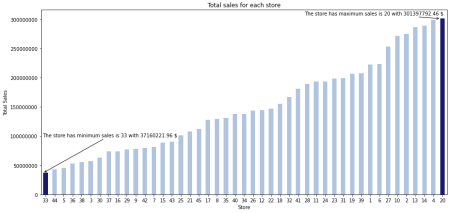 Total sales for each store
The store has maximum sales is 20 with 301397792.46 $
300000000
250000000
200000000
150000000
100000000
50000000
0
Total Sales
The store has minimum sales is 33 with 37160221.96 $
33 44 5 36 38 3 30 37 16 29 9 42 7 15 43 25 21 45 17 8 35 40 34 26 12 22 18 32 41 28 11 24 23 31 19 39 1 6 27 10 2 13 14 4 20
Store